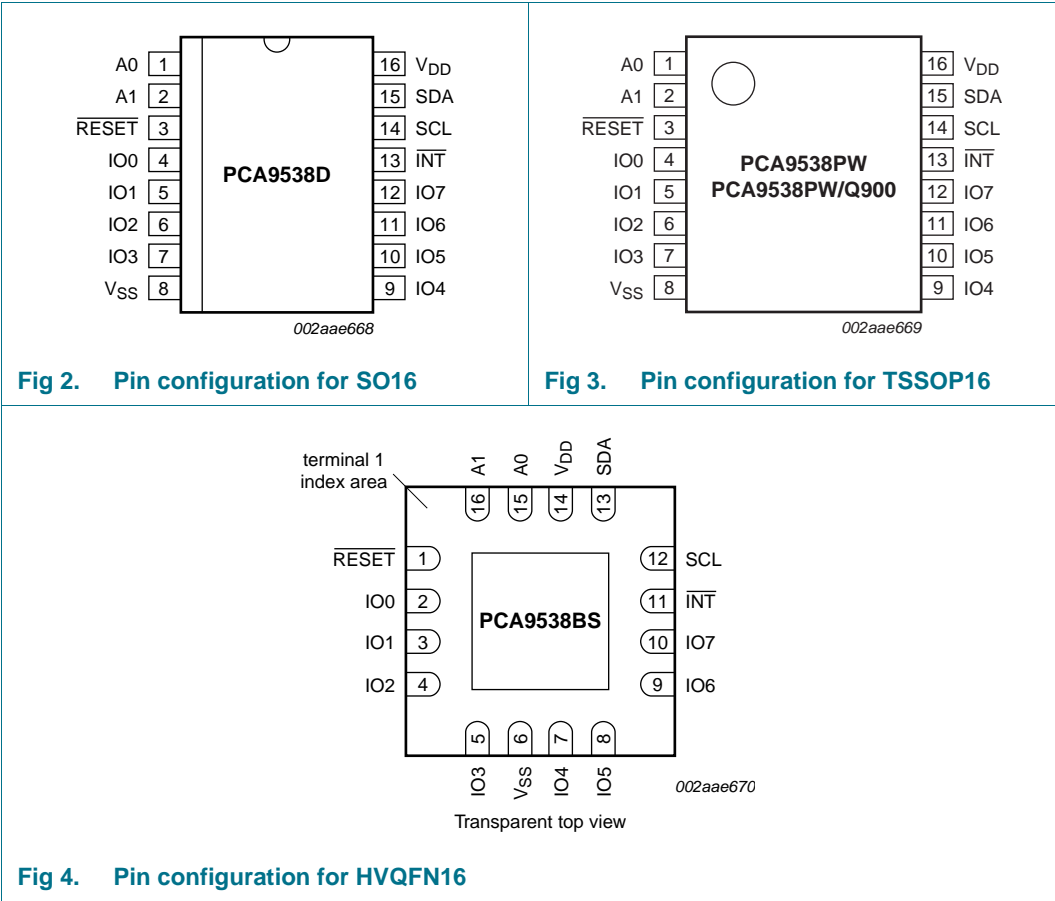 A0 1 16 VDD
A1 2 15 SDA
RESET 3 14 SCL
IO0 4 13 INT
PCA9538D
IO1 5 12 IO7
IO2 6 11 IO6
IO3 7 10 IO5
VSS 8 9 IO4
002aae668
Fig 2. Pin configuration for SO16
A0 1 16 VDD
A1 2 15 SDA
RESET 3 14 SCL
IO0 4 13 INT
PCA9538PW
PCA9538PW/Q900
IO1 5 12 IO7
IO2 6 11 IO6
IO3 7 10 IO5
VSS 8 9 IO4
002aae669
Fig 3. Pin configuration for TSSOP16
terminal 1
index area
A1 A0 VDD SDA
16 15 14 13
RESET 1 12 SCL
IO0 2 11 INT
PCA9538BS
IO1 3 10 IO7
IO2 4 9 IO6
5 6 7 8
IO3 VSS IO4 IO5
002aae670
Transparent top view
Fig 4. Pin configuration for HVQFN16